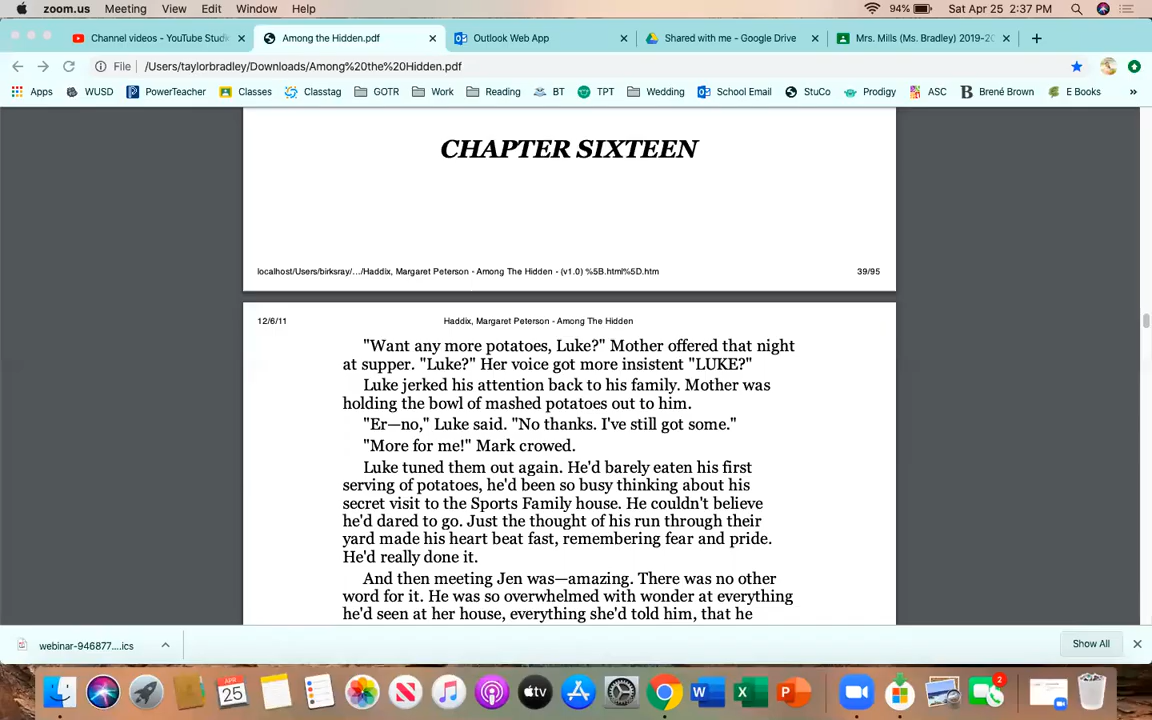 zoom.us Meeting View Edit Window Help 94% Sat Apr 25 2:37 PM
Channel videos - YouTube Stud Among the Hidden.pdf Outlook Web App Shared with me - Google Drive Mrs. Mills (Ms. Bradley) 2019-20
File /Users/taylorbradley/Downloads/Among%20the%20Hidden.pdf
Apps WUSD PowerTeacher Classes Classtag GOTR Work Reading BT TPT Wedding School Email StuCo Prodigy ASC Brené Brown E Books »
CHAPTER SIXTEEN
localhost/Users/birksray/.../Haddix, Margaret Peterson - Among The Hidden - (v1.0) %5B.html%5D.htm 39/95
12/6/11 Haddix, Margaret Peterson - Among The Hidden
"Want any more potatoes, Luke?" Mother offered that night
at supper. "Luke?" Her voice got more insistent "LUKE?"
Luke jerked his attention back to his family. Mother was
holding the bowl of mashed potatoes out to him.
"Er—no," Luke said. "No thanks. I've still got some."
"More for me!" Mark crowed.
Luke tuned them out again. He'd barely eaten his first
serving of potatoes, he'd been so busy thinking about his
secret visit to the Sports Family house. He couldn't believe
he'd dared to go. Just the thought of his run through their
yard made his heart beat fast, remembering fear and pride.
He'd really done it.
And then meeting Jen was—amazing. There was no other
word for it. He was so overwhelmed with wonder at everything
he'd seen at her house, everything she'd told him, that he
webinar-946877....ics Show All
APR
25 tv W X P 2